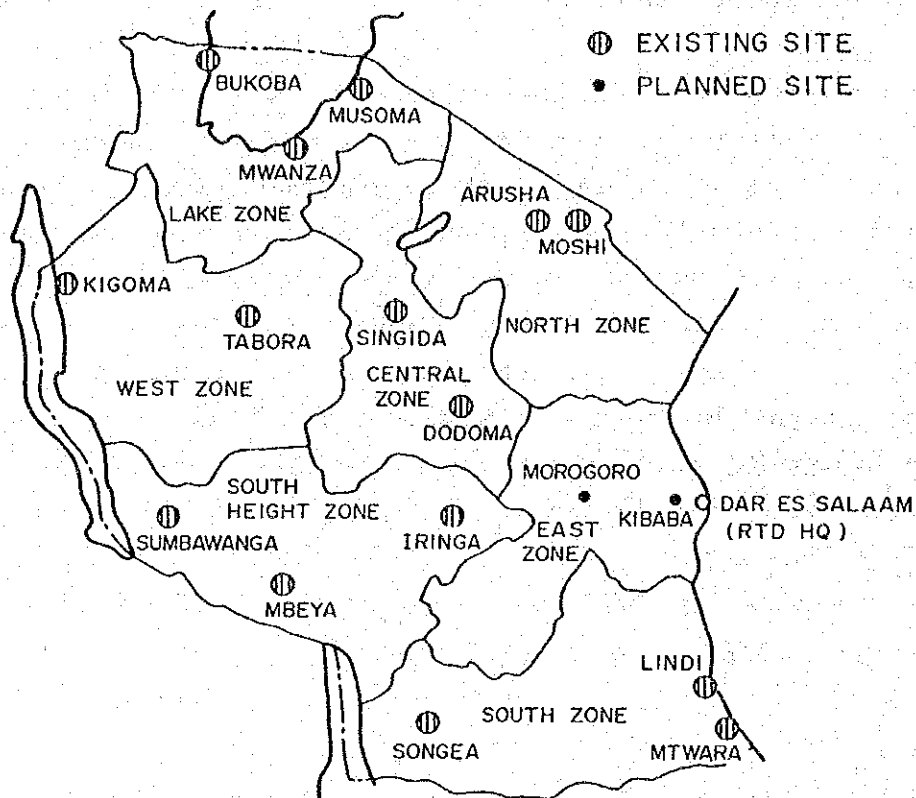 EXISTING SITE
PLANNED SITE
BUKOBA
MUSOMA
MWANZA
LAKE ZONE
ARUSHA
MOSHI
KIGOMA
TABORA
SINGIDA
NORTH ZONE
WEST ZONE
CENTRAL
ZONE
DODOMA
SOUTH
HEIGHT ZONE
MOROGORO
KIBABA
DAR ES SALAAM
(RTD HQ)
SUMBAWANGA
IRINGA
EAST
ZONE
MBEYA
LINDI
SOUTH ZONE
SONGEA
MTWARA